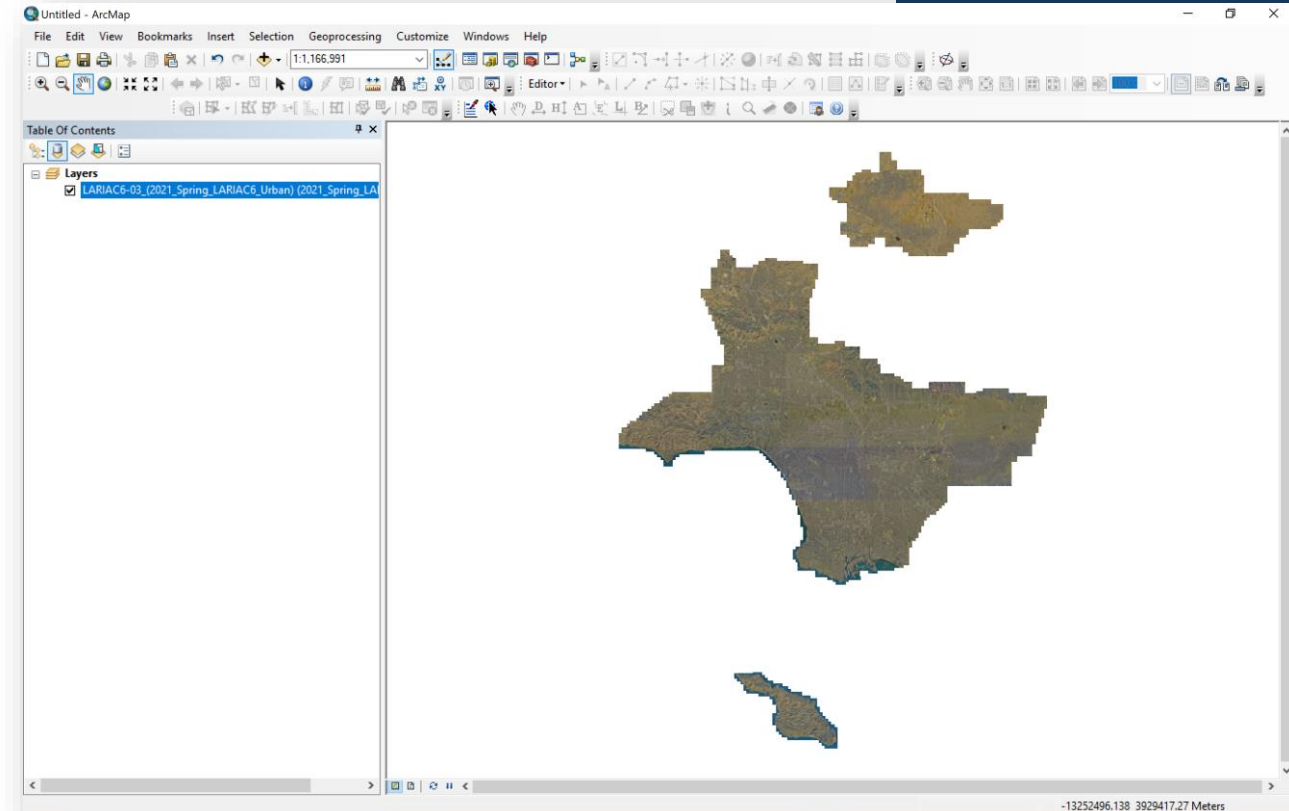 Untitled - ArcMap
File Edit View Bookmarks Insert Selection Geoprocessing Customize Windows Help
1:1,166,991
Editor
Table Of Contents
Layers
LARIAC6-03_(2021_Spring_LARIAC6_Urban) (2021_Spring_LA
-13252496.138 3929417.27 Meters